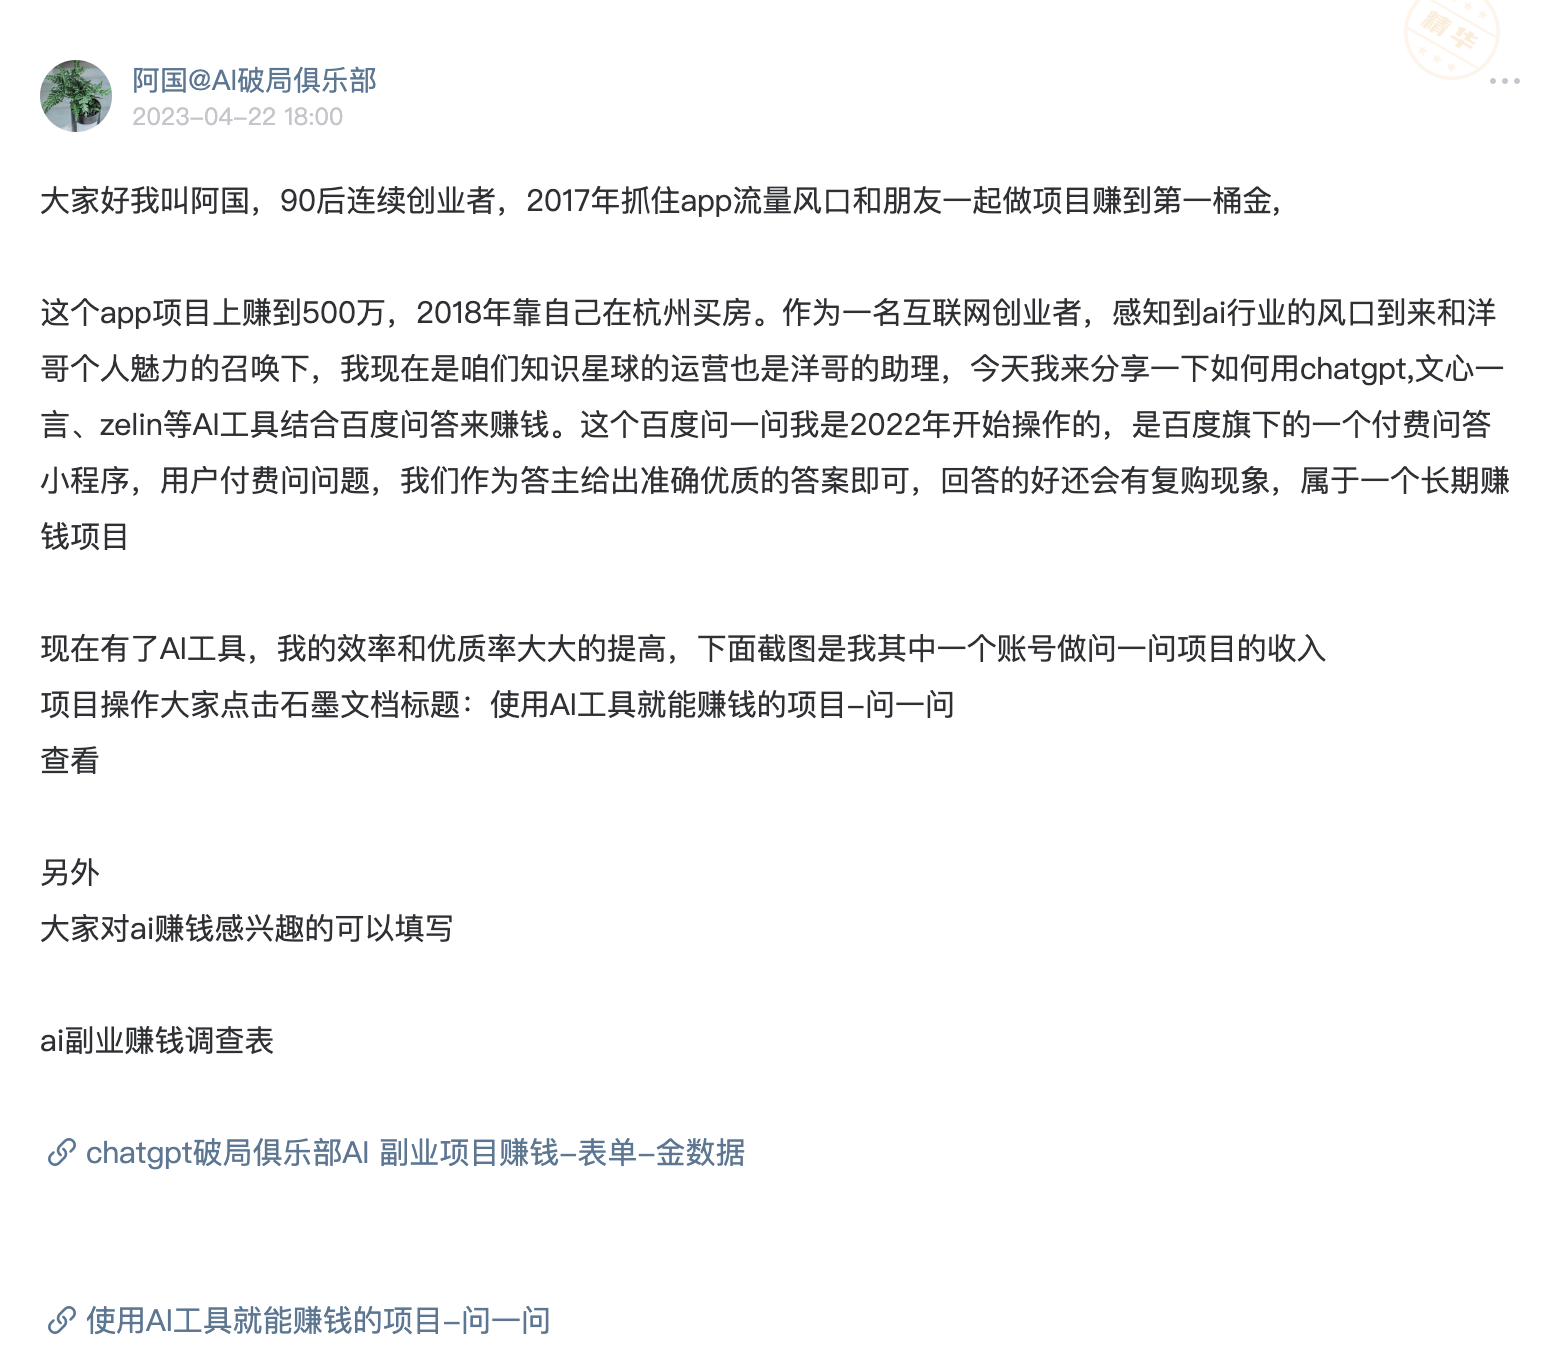 精华
阿国@AI破局俱乐部
2023-04-22 18:00
大家好我叫阿国，90后连续创业者，2017年抓住app流量风口和朋友一起做项目赚到第一桶金,
这个app项目上赚到500万，2018年靠自己在杭州买房。作为一名互联网创业者，感知到ai行业的风口到来和洋
哥个人魅力的召唤下，我现在是咱们知识星球的运营也是洋哥的助理，今天我来分享一下如何用chatgpt,文心一
言、zelin等AI工具结合百度问答来赚钱。这个百度问一问我是2022年开始操作的，是百度旗下的一个付费问答
小程序，用户付费问问题，我们作为答主给出准确优质的答案即可，回答的好还会有复购现象，属于一个长期赚
钱项目
现在有了AI工具，我的效率和优质率大大的提高，下面截图是我其中一个账号做问一问项目的收入
项目操作大家点击石墨文档标题：使用AI工具就能赚钱的项目-问一问
查看
另外
大家对ai赚钱感兴趣的可以填写
ai副业赚钱调查表
chatgpt破局俱乐部AI 副业项目赚钱-表单-金数据
使用AI工具就能赚钱的项目-问一问